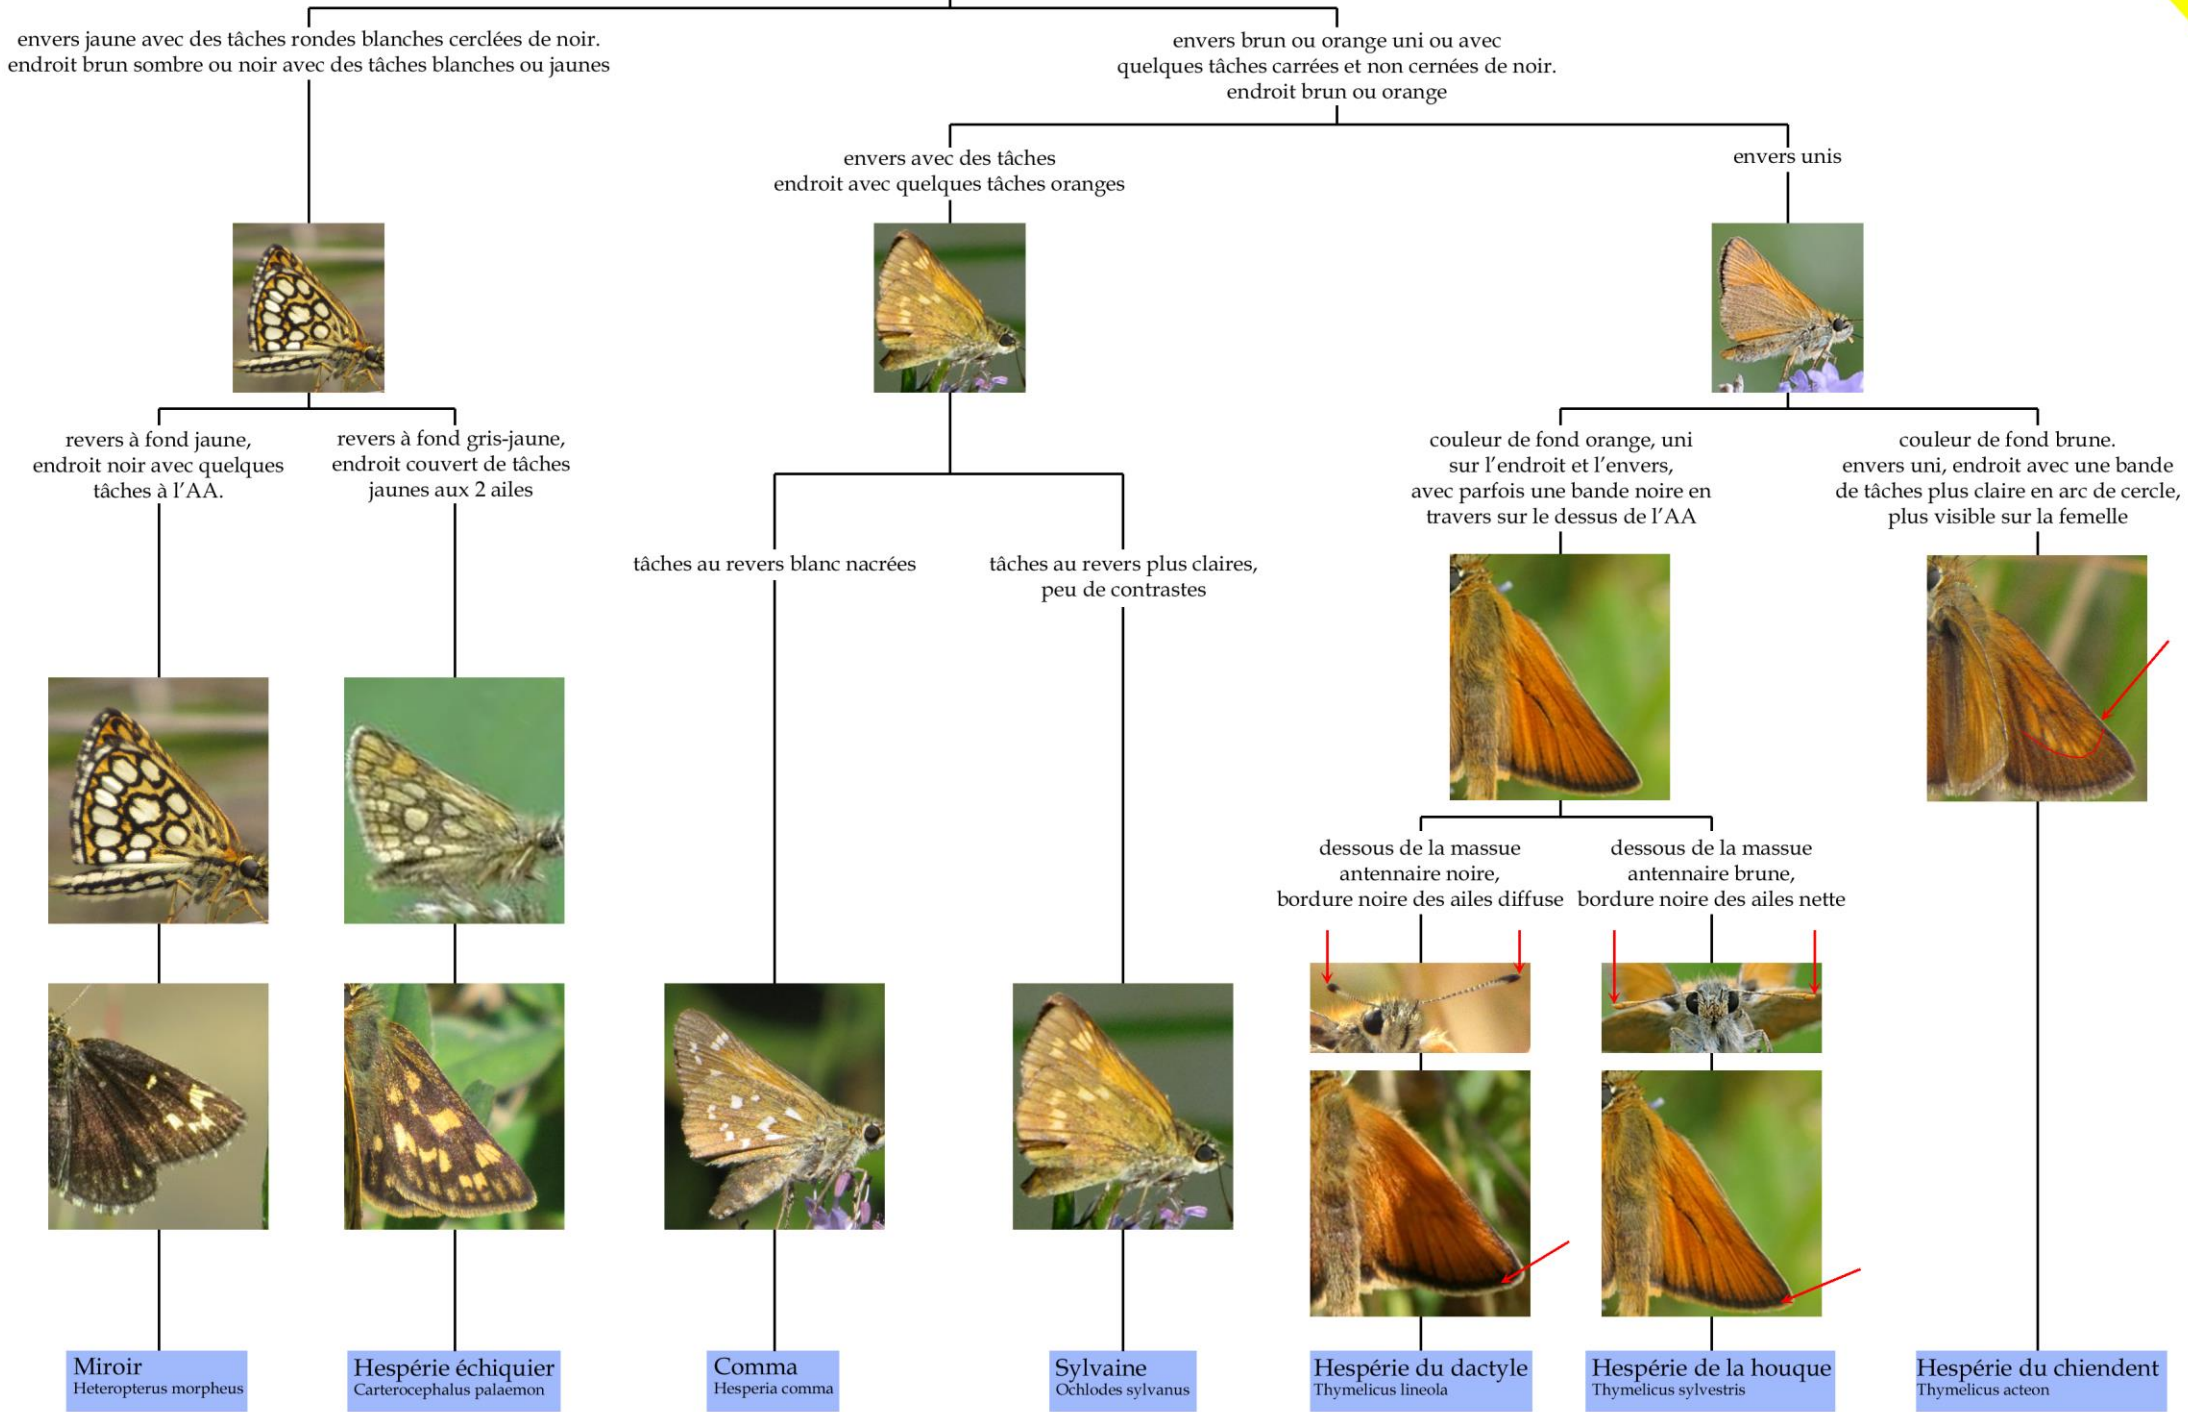 envers jaune avec des tâches rondes blanches cerclées de noir.
endroit brun sombre ou noir avec des tâches blanches ou jaunes
envers brun ou orange uni ou avec
quelques tâches carrées et non cernées de noir.
endroit brun ou orange
envers avec des tâches
endroit avec quelques tâches oranges
envers unis
revers à fond jaune,
endroit noir avec quelques
tâches à l'AA.
revers à fond gris-jaune,
endroit couvert de tâches
jaunes aux 2 ailes
tâches au revers blanc nacrées
tâches au revers plus claires,
peu de contrastes
couleur de fond orange, uni
sur l'endroit et l'envers,
avec parfois une bande noire en
travers sur le dessus de l'AA
couleur de fond brune.
envers uni, endroit avec une bande
de tâches plus claire en arc de cercle,
plus visible sur la femelle
dessous de la massue
antennaire noire,
bordure noire des ailes diffuse
dessous de la massue
antennaire brune,
bordure noire des ailes nette
Miroir
Heteropterus morpheus
Hespérie échiquier
Carterocephalus palaemon
Comma
Hesperia comma
Sylvaine
Ochlodes sylvanus
Hespérie du dactyle
Thymelicus lineola
Hespérie de la houque
Thymelicus sylvestris
Hespérie du chiendent
Thymelicus acteon